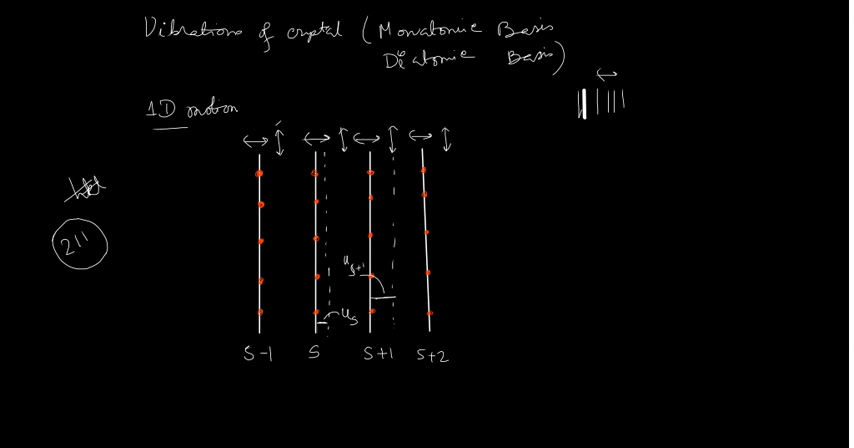 Vibrations of crystal (Monatomic Basis
Diatomic Basis)
1D motion
211
u_s+1
u_s
S-1 S S+1 S+2